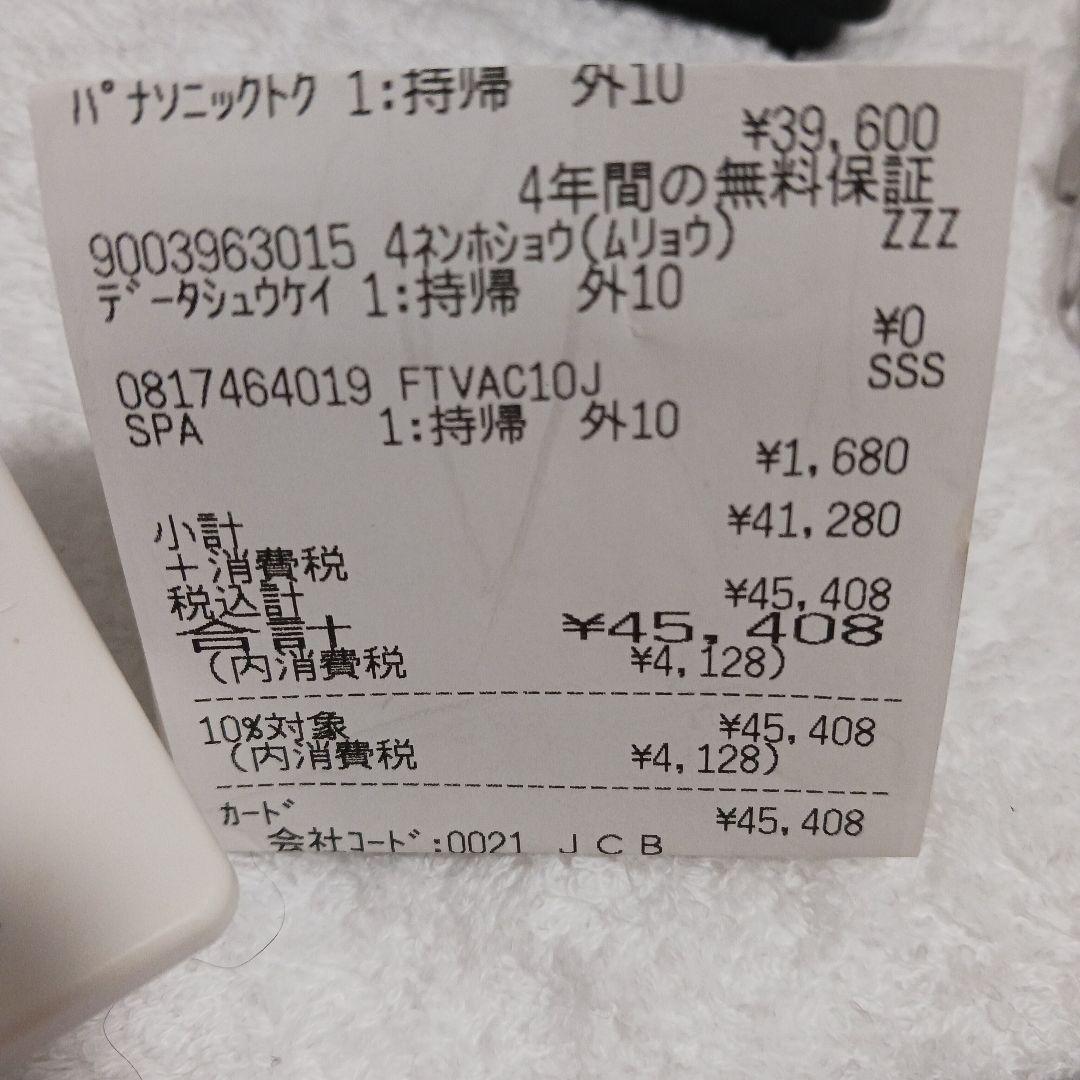 ﾊﾟﾅｿﾆｯｸﾄｸ 1:持帰 外10
¥39,600
4年間の無料保証
9003963015 4ﾈﾝﾎｼｮｳ(ﾑﾘｮｳ) ZZZ
ﾃﾞｰﾀｼｭｳｹｲ 1:持帰 外10
¥0
0817464019 FTVAC10J SSS
SPA 1:持帰 外10
¥1,680
小計 ¥41,280
+消費税
税込計 ¥45,408
合計 ¥45,408
(内消費税 ¥4,128)
10%対象 ¥45,408
(内消費税 ¥4,128)
ｶｰﾄﾞ ¥45,408
会社ｺｰﾄﾞ:0021 ＪＣＢ